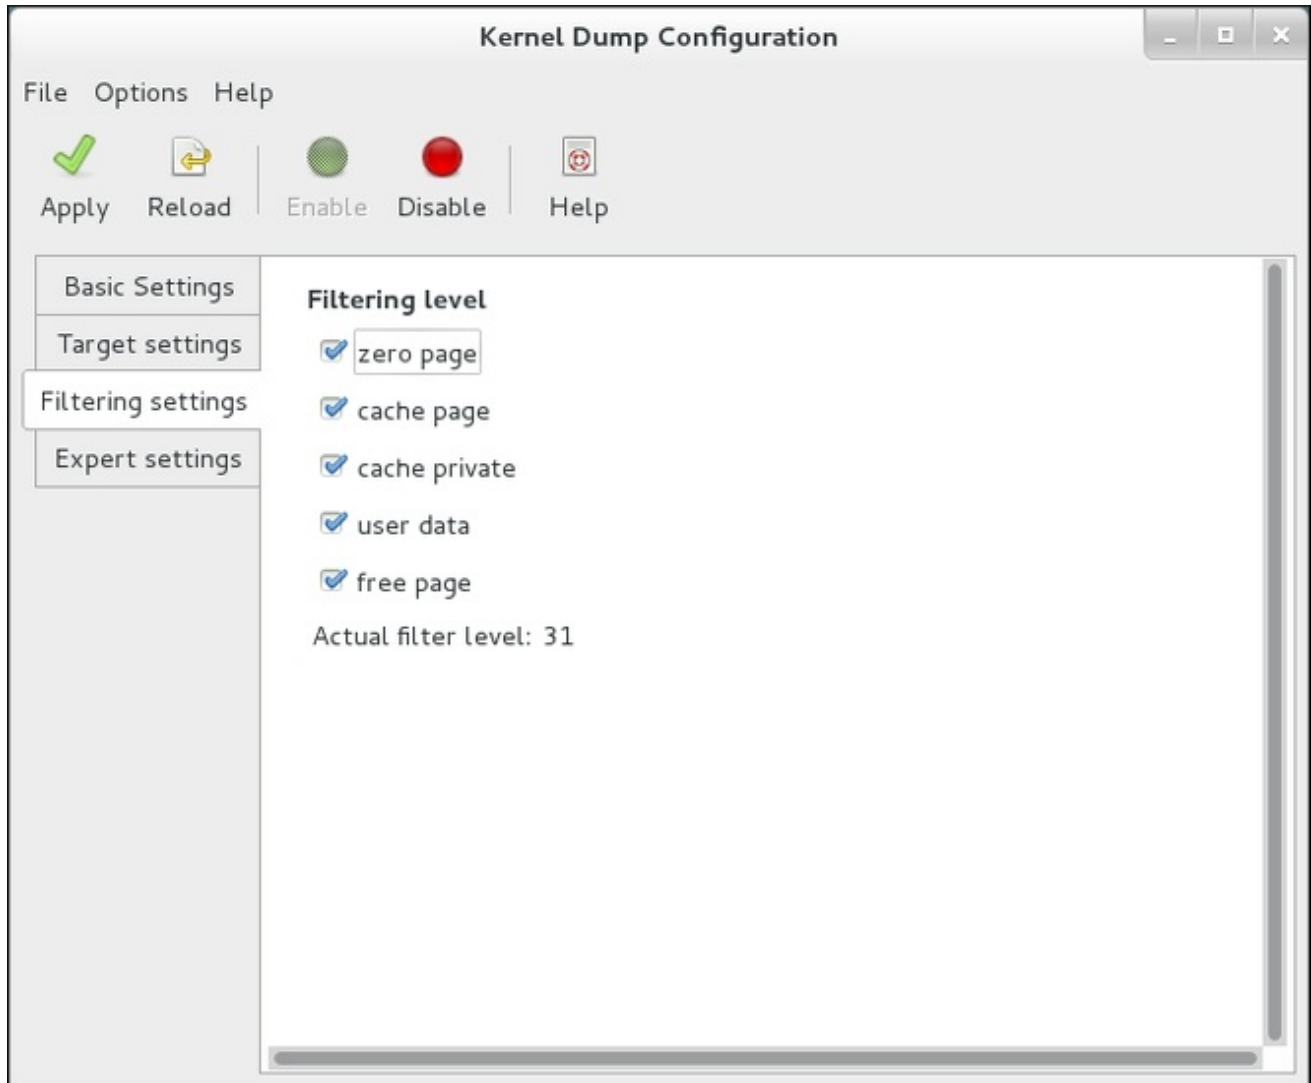 Kernel Dump Configuration
File Options Help
Apply Reload Enable Disable Help
Basic Settings
Target settings
Filtering settings
Expert settings
Filtering level
zero page
cache page
cache private
user data
free page
Actual filter level: 31